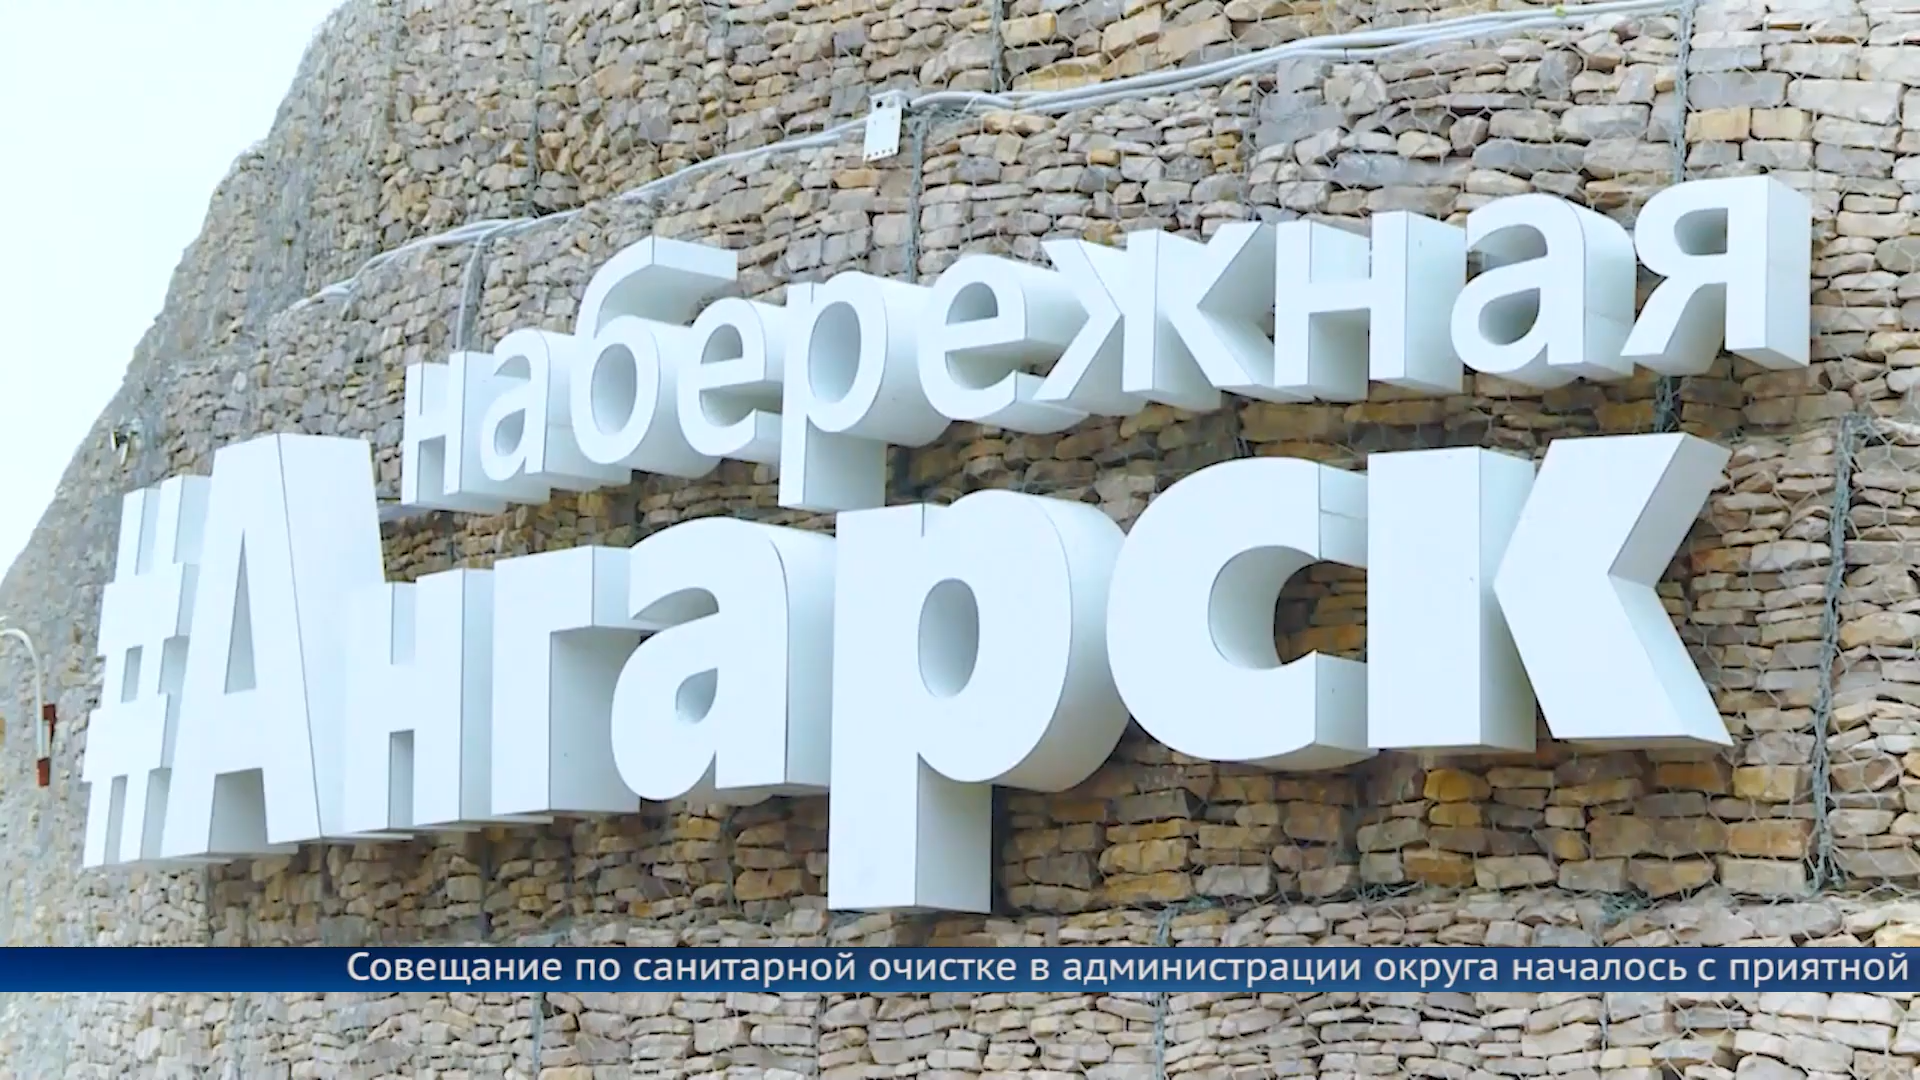 набережная
#Ангарск
Совещание по санитарной очистке в администрации округа началось с приятной